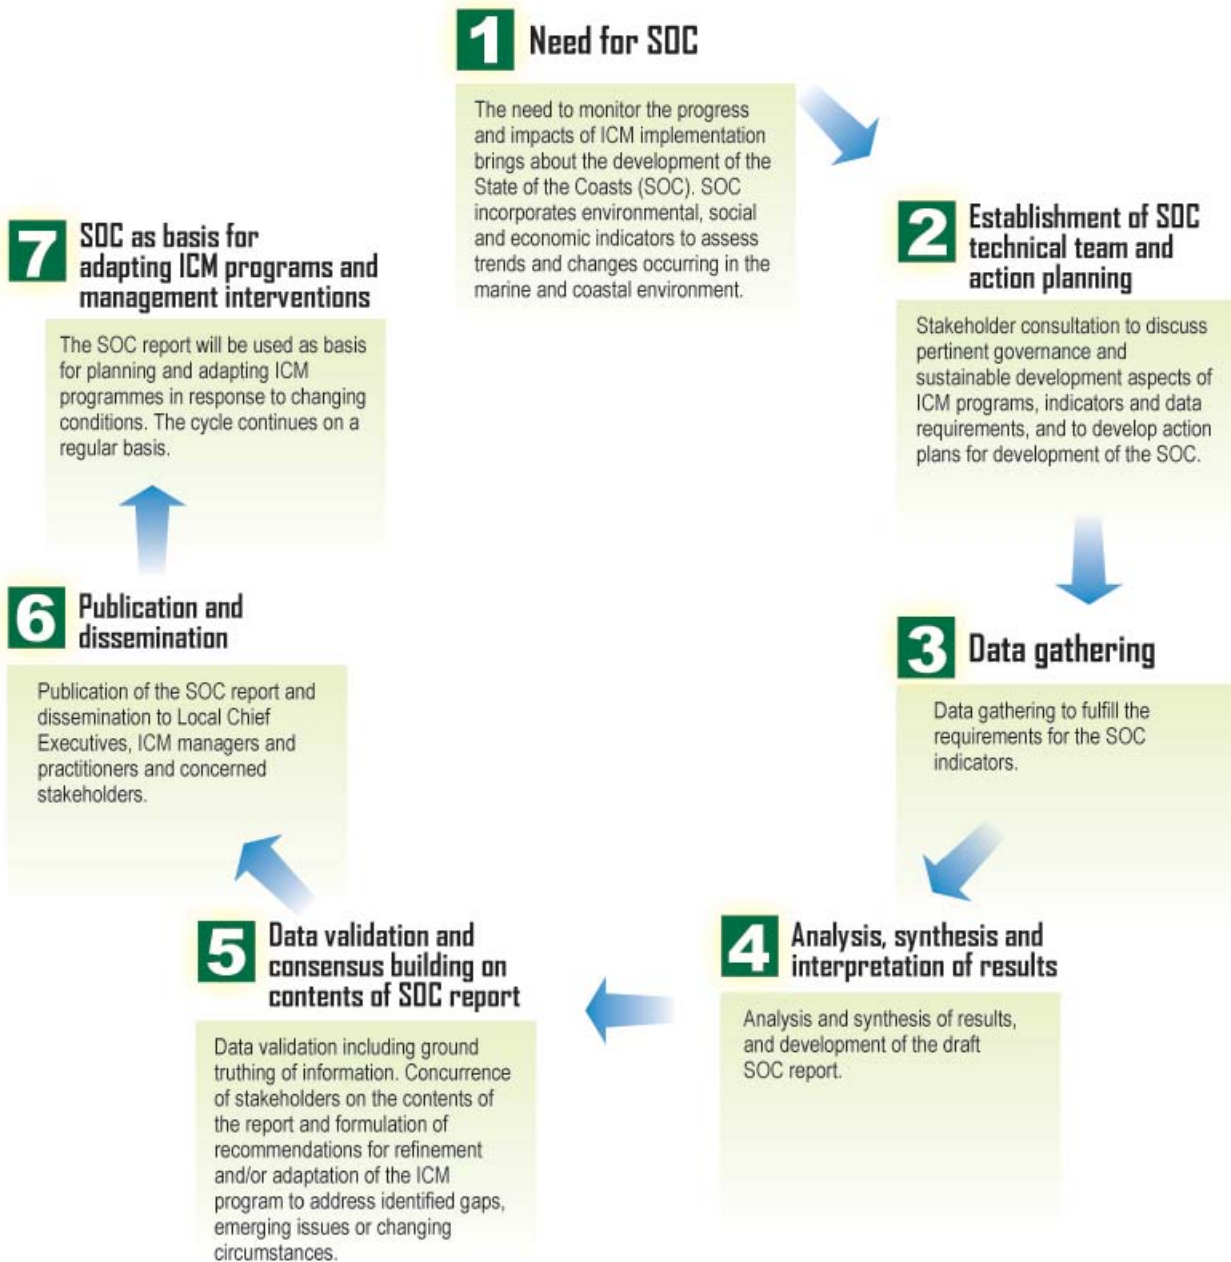 1 Need for SOC
The need to monitor the progress
and impacts of ICM implementation
brings about the development of the
State of the Coasts (SOC). SOC
incorporates environmental, social
and economic indicators to assess
trends and changes occurring in the
marine and coastal environment.
2 Establishment of SOC
technical team and
action planning
Stakeholder consultation to discuss
pertinent governance and
sustainable development aspects of
ICM programs, indicators and data
requirements, and to develop action
plans for development of the SOC.
3 Data gathering
Data gathering to fulfill the
requirements for the SOC
indicators.
4 Analysis, synthesis and
interpretation of results
Analysis and synthesis of results,
and development of the draft
SOC report.
5 Data validation and
consensus building on
contents of SOC report
Data validation including ground
truthing of information. Concurrence
of stakeholders on the contents of
the report and formulation of
recommendations for refinement
and/or adaptation of the ICM
program to address identified gaps,
emerging issues or changing
circumstances.
6 Publication and
dissemination
Publication of the SOC report and
dissemination to Local Chief
Executives, ICM managers and
practitioners and concerned
stakeholders.
7 SOC as basis for
adapting ICM programs and
management interventions
The SOC report will be used as basis
for planning and adapting ICM
programmes in response to changing
conditions. The cycle continues on a
regular basis.